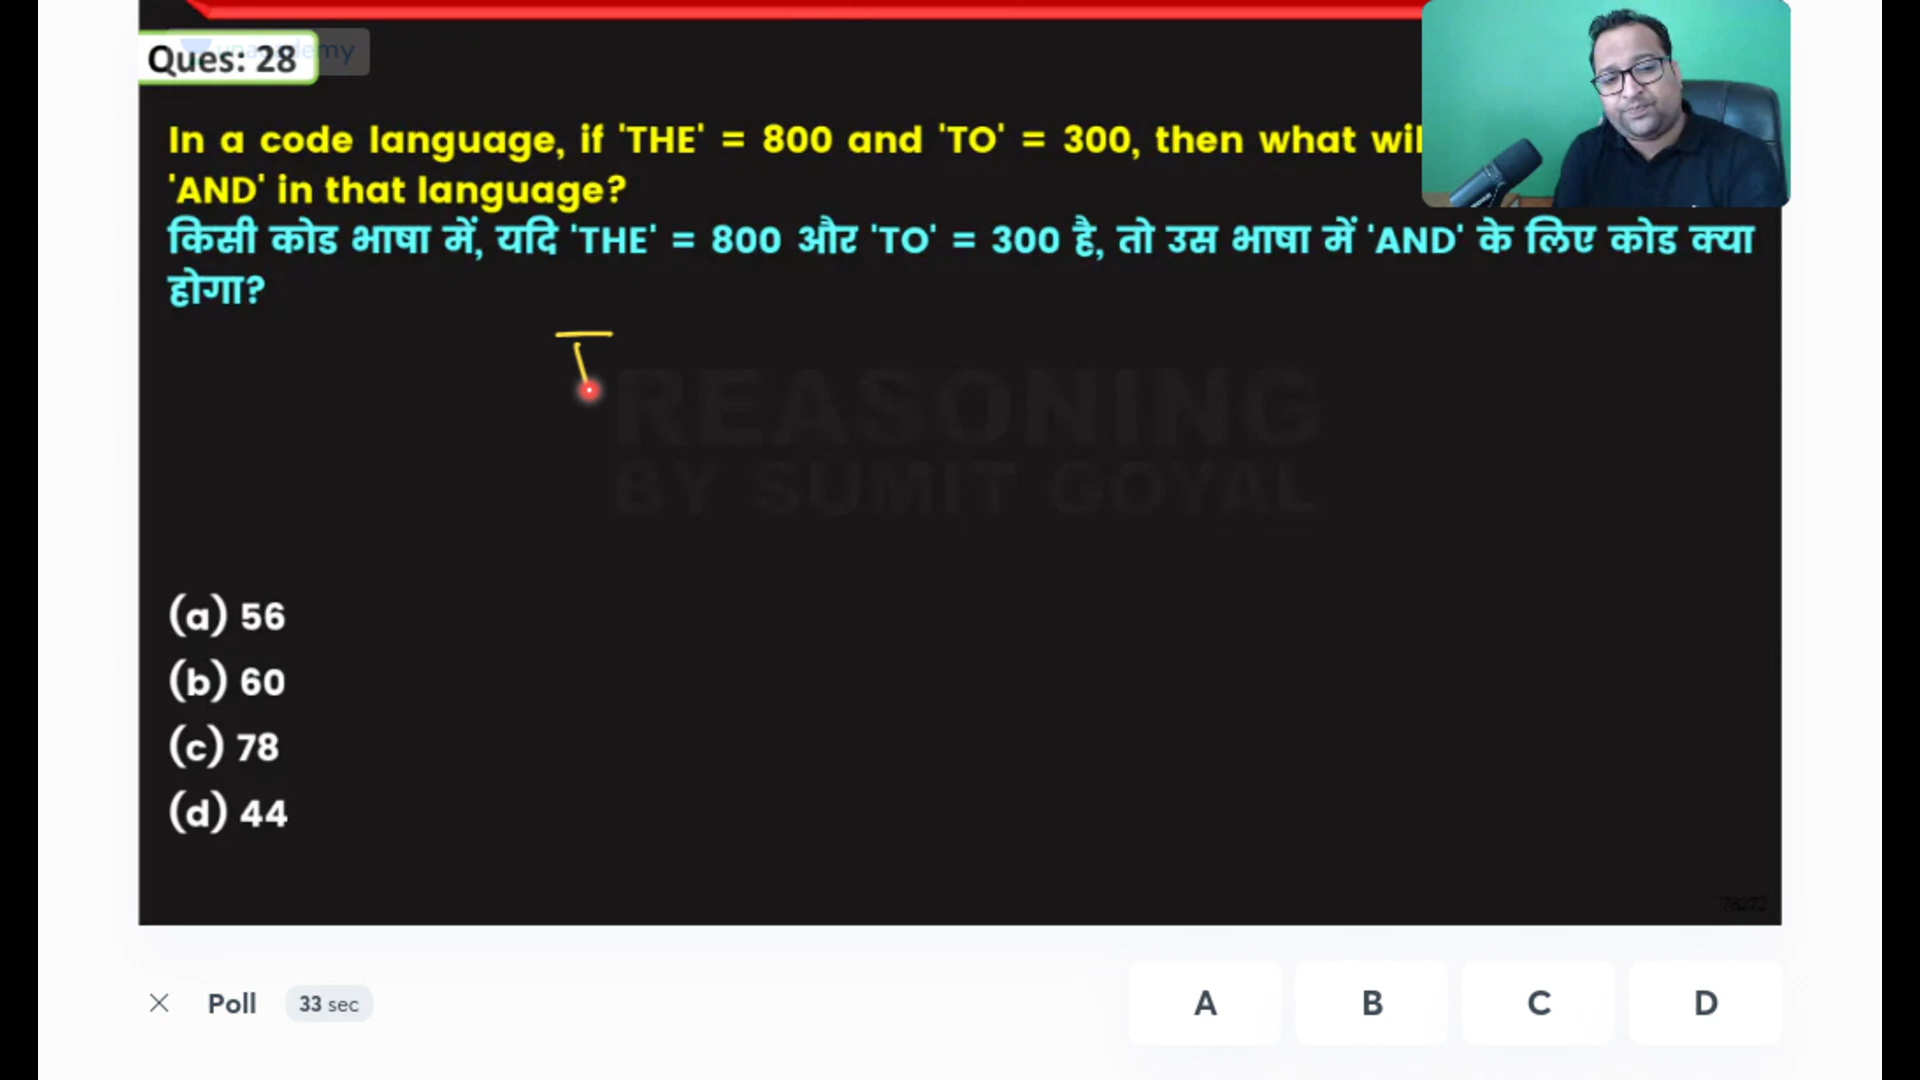 Ques: 28
In a code language, if 'THE' = 800 and 'TO' = 300, then what wil
'AND' in that language?
किसी कोड भाषा में, यदि 'THE' = 800 और 'TO' = 300 है, तो उस भाषा में 'AND' के लिए कोड क्या
होगा?
T
REASONING
BY SUMIT GOYAL
(a) 56
(b) 60
(c) 78
(d) 44
Poll 33 sec A B C D